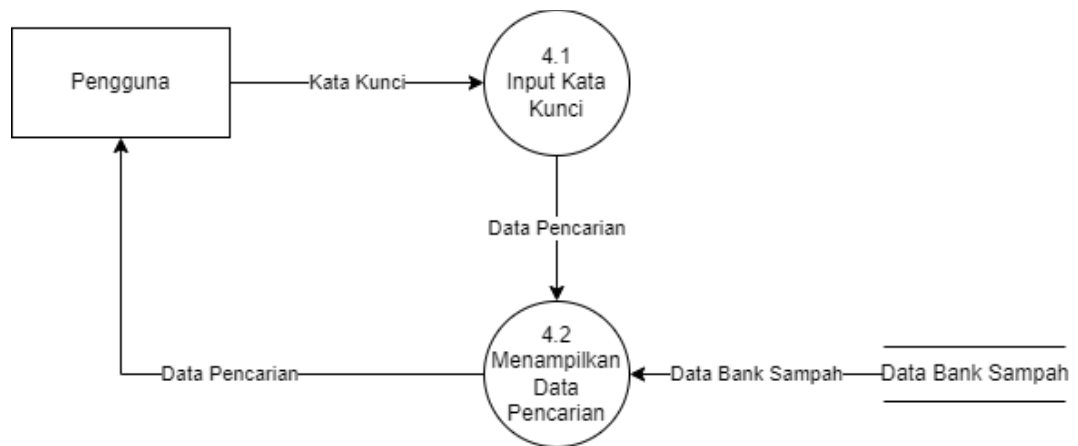 Pengguna
Kata Kunci
4.1
Input Kata
Kunci
Data Pencarian
4.2
Menampilkan
Data
Pencarian
Data Pencarian
Data Bank Sampah
Data Bank Sampah